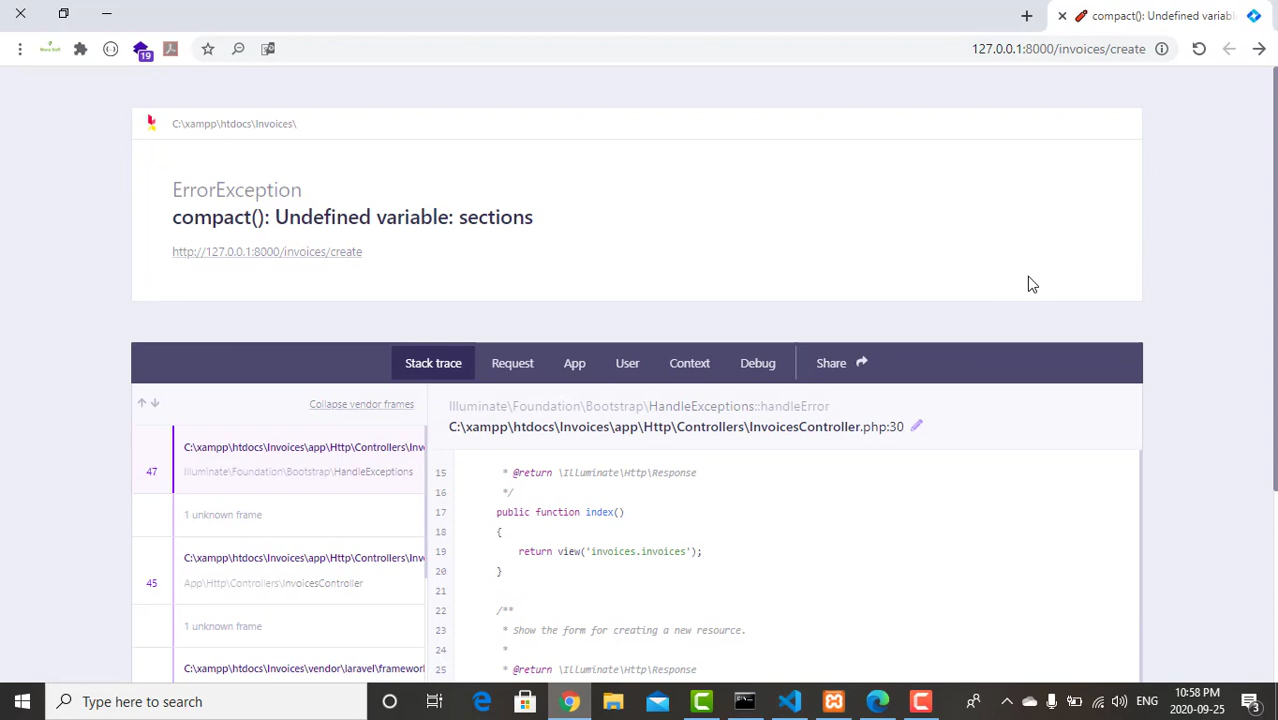 compact(): Undefined variabl
127.0.0.1:8000/invoices/create
19
C:\xampp\htdocs\Invoices\
ErrorException
compact(): Undefined variable: sections
http://127.0.0.1:8000/invoices/create
Stack trace
Request
App
User
Context
Debug
Share
Collapse vendor frames
47
C:\xampp\htdocs\Invoices\app\Http\Controllers\Inv
Illuminate\Foundation\Bootstrap\HandleExceptions
1 unknown frame
45
C:\xampp\htdocs\Invoices\app\Http\Controllers\Inv
App\Http\Controllers\InvoicesController
1 unknown frame
C:\xampp\htdocs\Invoices\vendor\laravel\framework
Illuminate\Foundation\Bootstrap\HandleExceptions::handleError
C:\xampp\htdocs\Invoices\app\Http\Controllers\InvoicesController.php:30
15 * @return \Illuminate\Http\Response
16 */
17 public function index()
18 {
19 return view('invoices.invoices');
20 }
21
22 /**
23 * Show the form for creating a new resource.
24 *
25 * @return \Illuminate\Http\Response
Type here to search
ENG
10:58 PM
2020-09-25
3